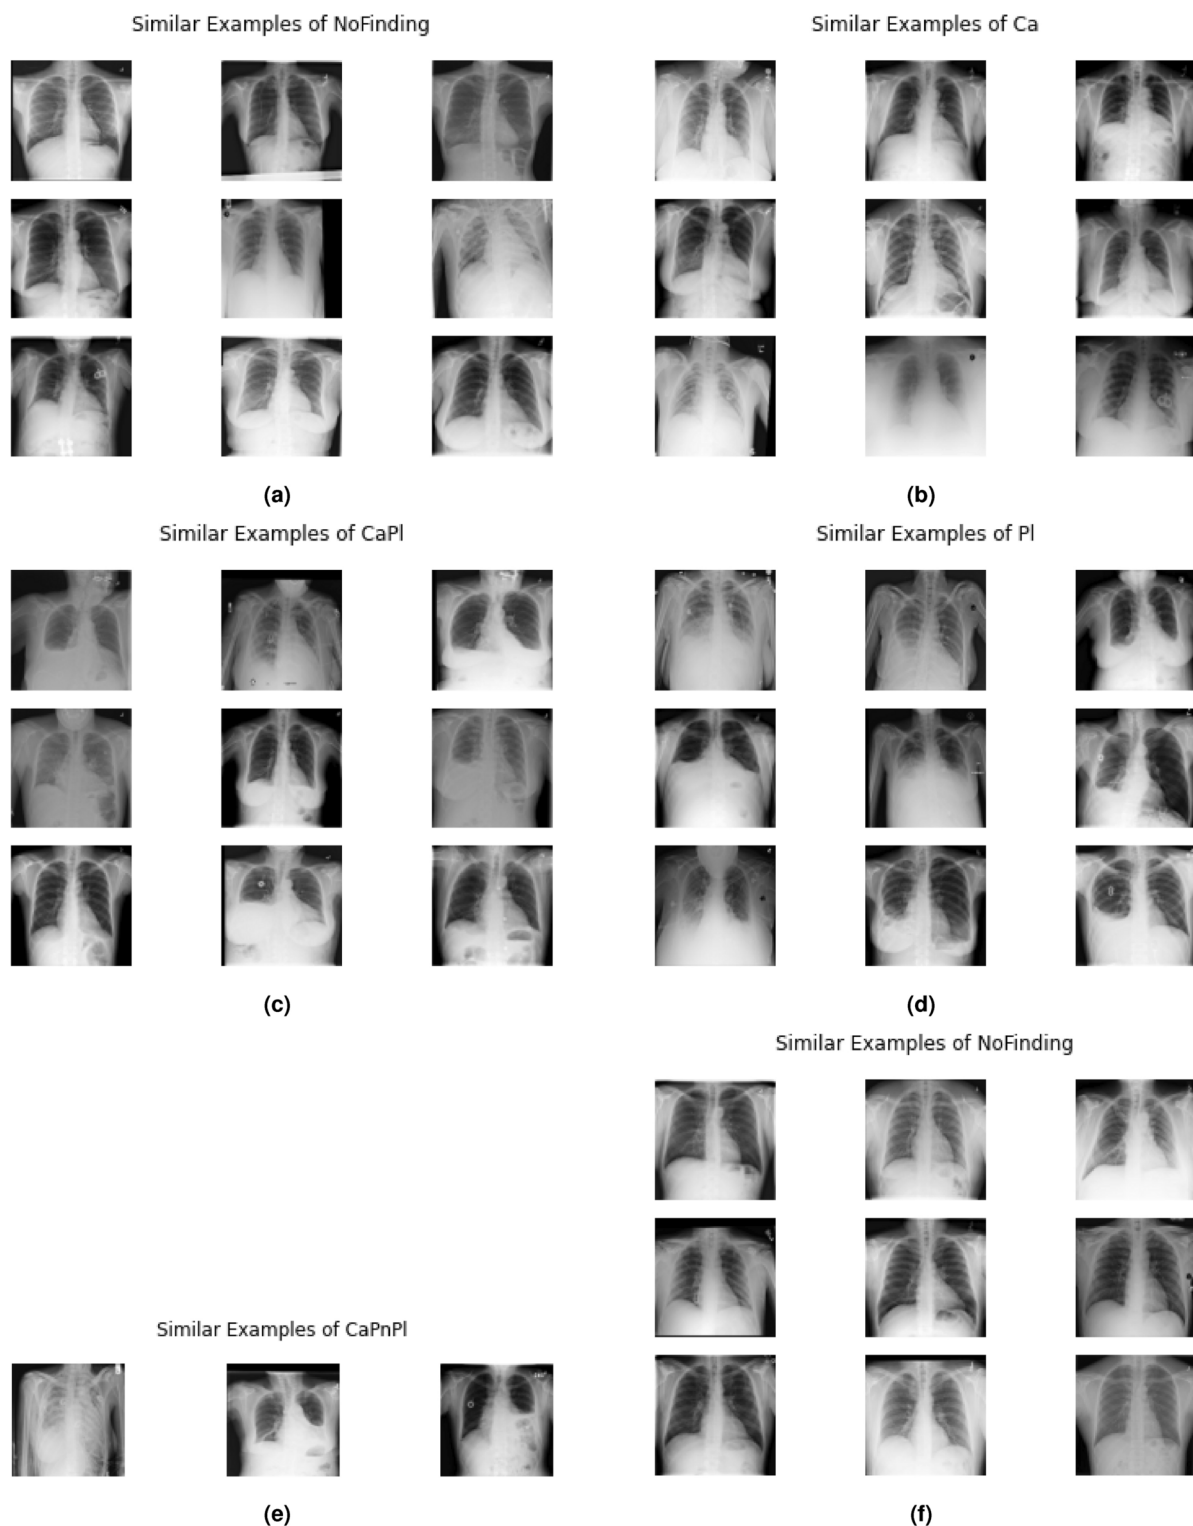 Similar Examples of NoFinding
Similar Examples of Ca
(a)
(b)
Similar Examples of CaPl
Similar Examples of Pl
(c)
(d)
Similar Examples of NoFinding
Similar Examples of CaPnPl
(e)
(f)